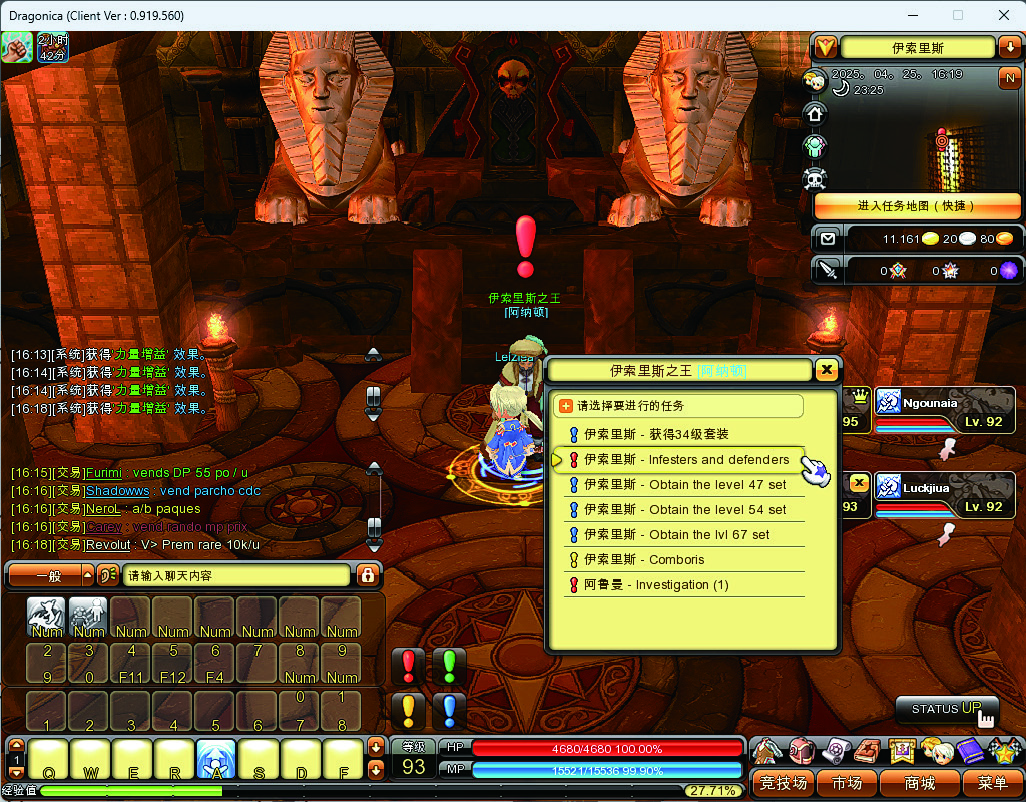 Dragonica (Client Ver : 0.919.560)
2小时
42分
伊索里斯
2025。 04。 25。 16:19
N
23:25
进入任务地图 ( 快捷 )
11.161 20 80
0 0 0
伊索里斯之王
[阿纳顿]
Lelziea
[16:13][系统]获得'力量增益' 效果。
[16:14][系统]获得'力量增益' 效果。
[16:14][系统]获得'力量增益' 效果。
[16:18][系统]获得'力量增益' 效果。
[16:15][交易]Furimi : vends DP 55 po / u
[16:16][交易]Shadowws : vend parcho cdc
[16:16][交易]NeroL : a/b paques
[16:16][交易]Carey : vend rando mp prix
[16:18][交易]Revolut : V> Prem rare 10k/u
一般
请输入聊天内容
伊索里斯之王 [阿纳顿]
请选择要进行的任务
伊索里斯 - 获得34级套装
伊索里斯 - Infesters and defenders
伊索里斯 - Obtain the level 47 set
伊索里斯 - Obtain the level 54 set
伊索里斯 - Obtain the lvl 67 set
伊索里斯 - Comboris
阿鲁曼 - Investigation (1)
95
Ngounaia
Lv. 92
93
Luckjiua
Lv. 92
Num Num Num Num Num Num Num Num
2 3 4 5 6 7 8 9
9 0 F11 F12 F4 Num Num
0 1
1 2 3 4 5 6 7 8
STATUS UP
1
Q W E R A S D F
等级
93
HP
4680/4680 100.00%
MP
15521/15536 99.90%
经验值
27.71%
竞技场
市场
商城
菜单